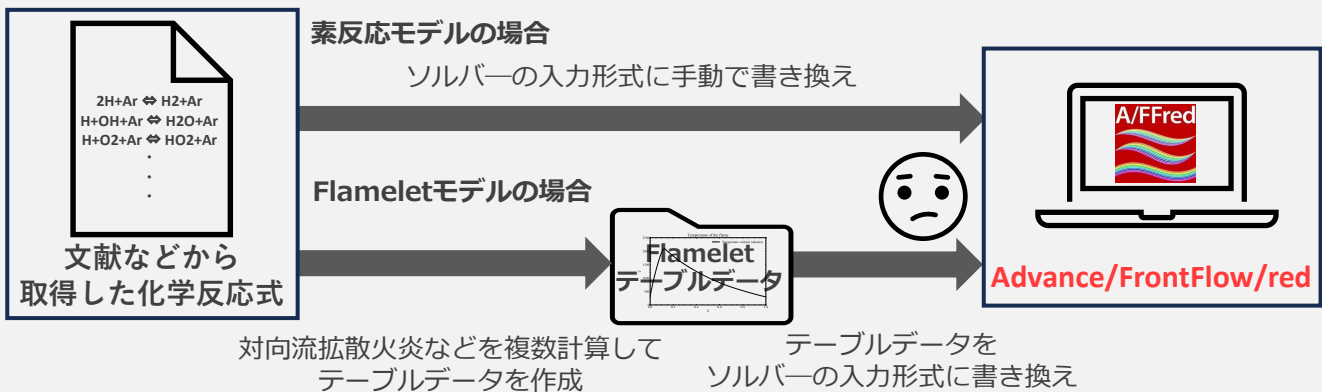 素反応モデルの場合
ソルバ―の入力形式に手動で書き換え
2H+Ar ⇔ H2+Ar
H+OH+Ar ⇔ H2O+Ar
H+O2+Ar ⇔ HO2+Ar
・
・
・
文献などから
取得した化学反応式
Flameletモデルの場合
Temperature of the flame
Flamelet
テーブルデータ
A/FFred
Advance/FrontFlow/red
対向流拡散火炎などを複数計算して
テーブルデータを作成
テーブルデータを
ソルバ―の入力形式に書き換え